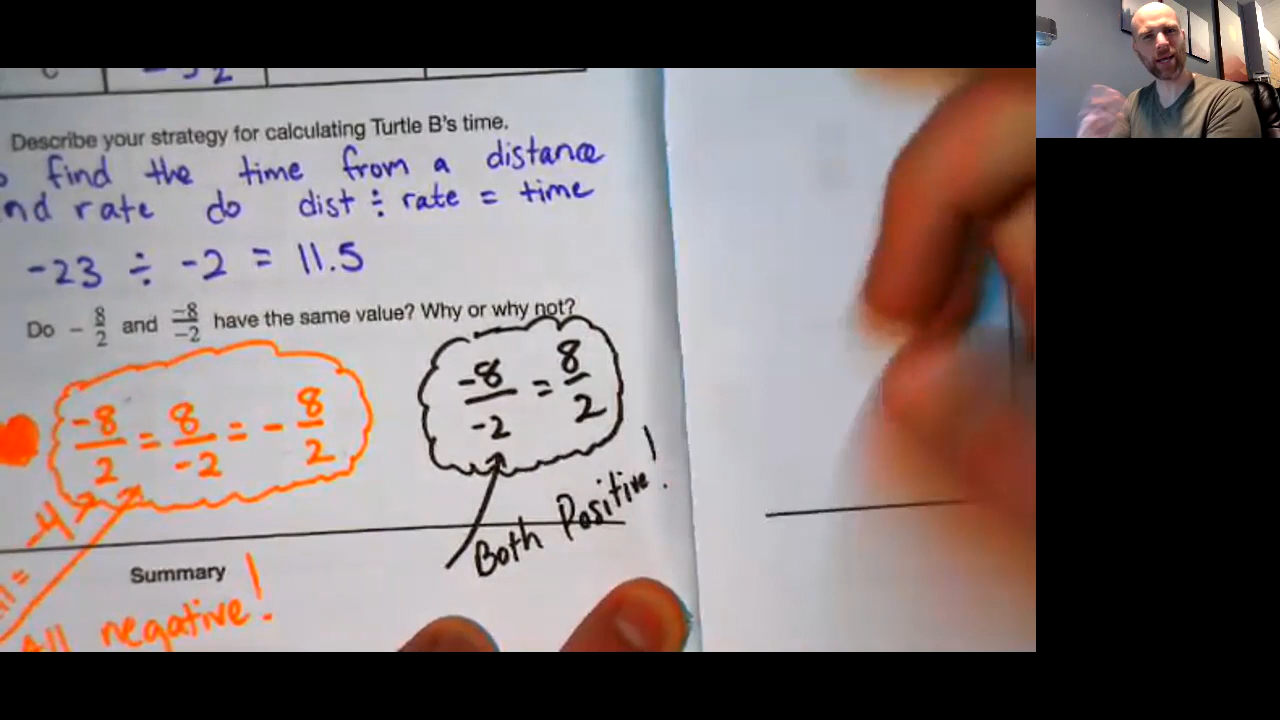 Describe your strategy for calculating Turtle B's time.
find the time from a distance
rate do dist ÷ rate = time
-23 ÷ -2 = 11.5
Do - 8/2 and -8/-2 have the same value? Why or why not?
-8/2 = 8/-2 = - 8/2
-8/-2 = 8/2
-4
Both Positive!
Summary
All negative!